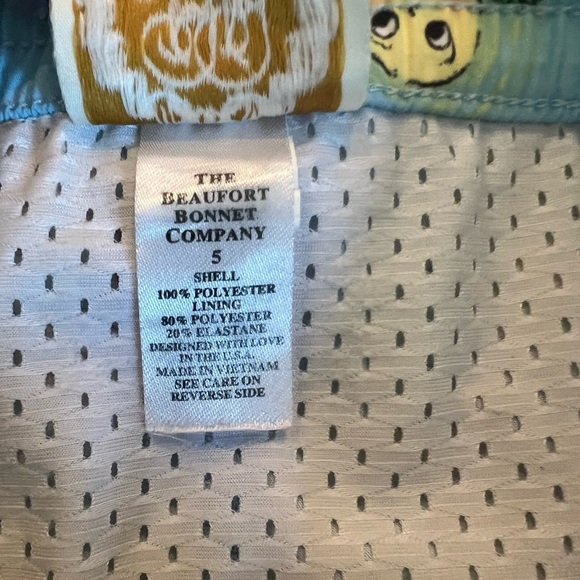 THE
BEAUFORT
BONNET
COMPANY
5
SHELL
100% POLYESTER
LINING
80% POLYESTER
20% ELASTANE
DESIGNED WITH LOVE
IN THE U.S.A.
MADE IN VIETNAM
SEE CARE ON
REVERSE SIDE